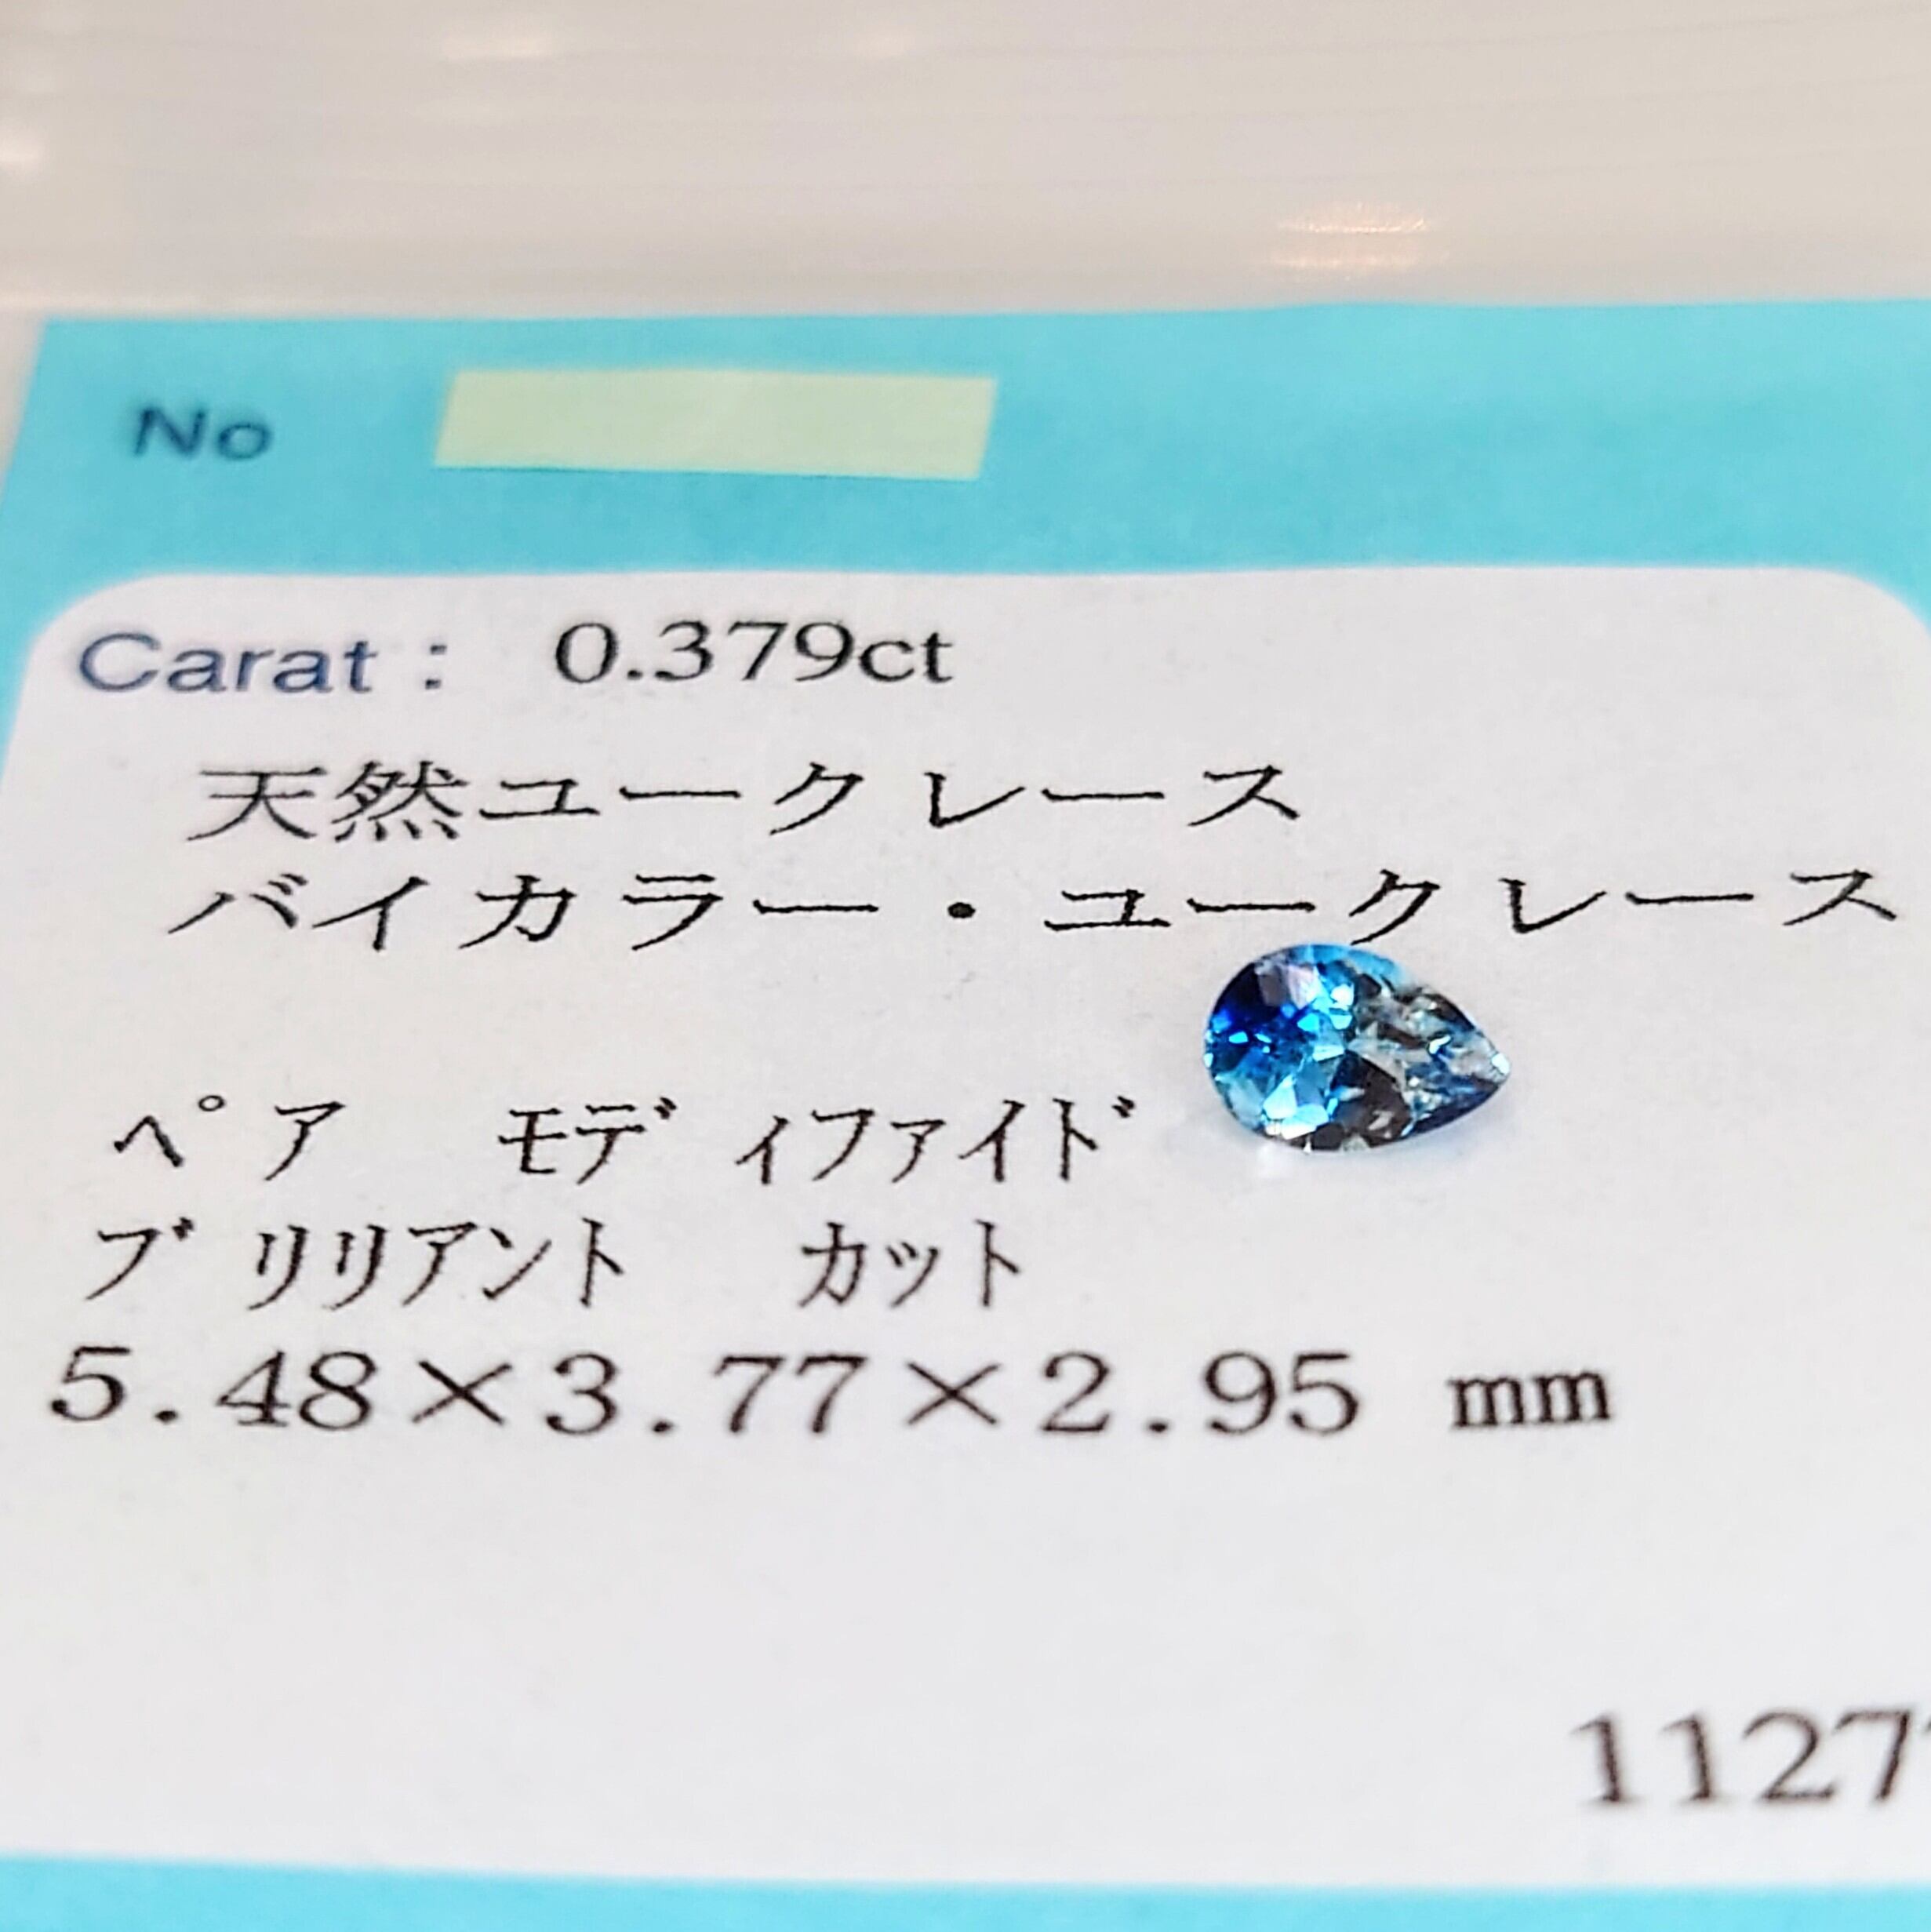 No
Carat : 0.379ct
天然ユークレース
バイカラー・ユークレース
ペア モディファイド
ブリリアント カット
5.48×3.77×2.95 mm
1127